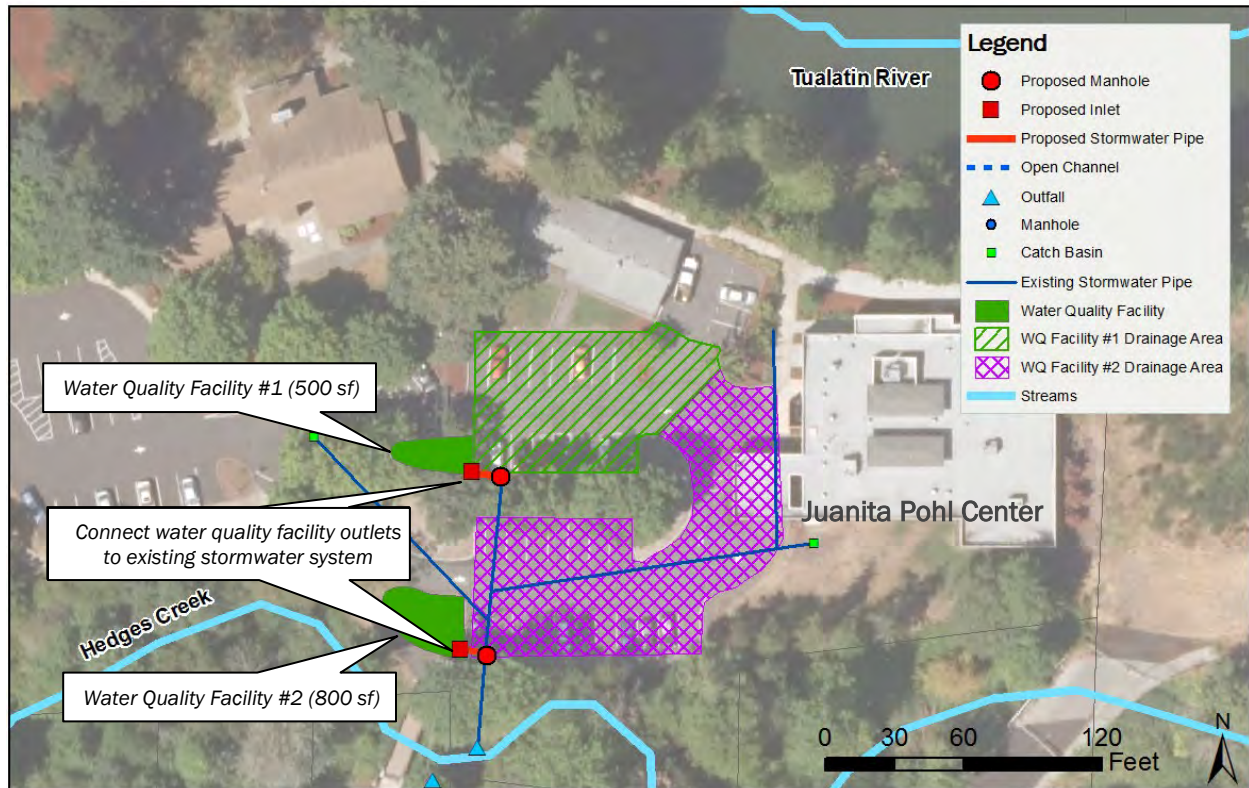 Tualatin River
Legend
Proposed Manhole
Proposed Inlet
Proposed Stormwater Pipe
Open Channel
Outfall
Manhole
Catch Basin
Existing Stormwater Pipe
Water Quality Facility
WQ Facility #1 Drainage Area
WQ Facility #2 Drainage Area
Streams
Water Quality Facility #1 (500 sf)
Connect water quality facility outlets
to existing stormwater system
Juanita Pohl Center
Hedges Creek
Water Quality Facility #2 (800 sf)
0 30 60 120
Feet
N